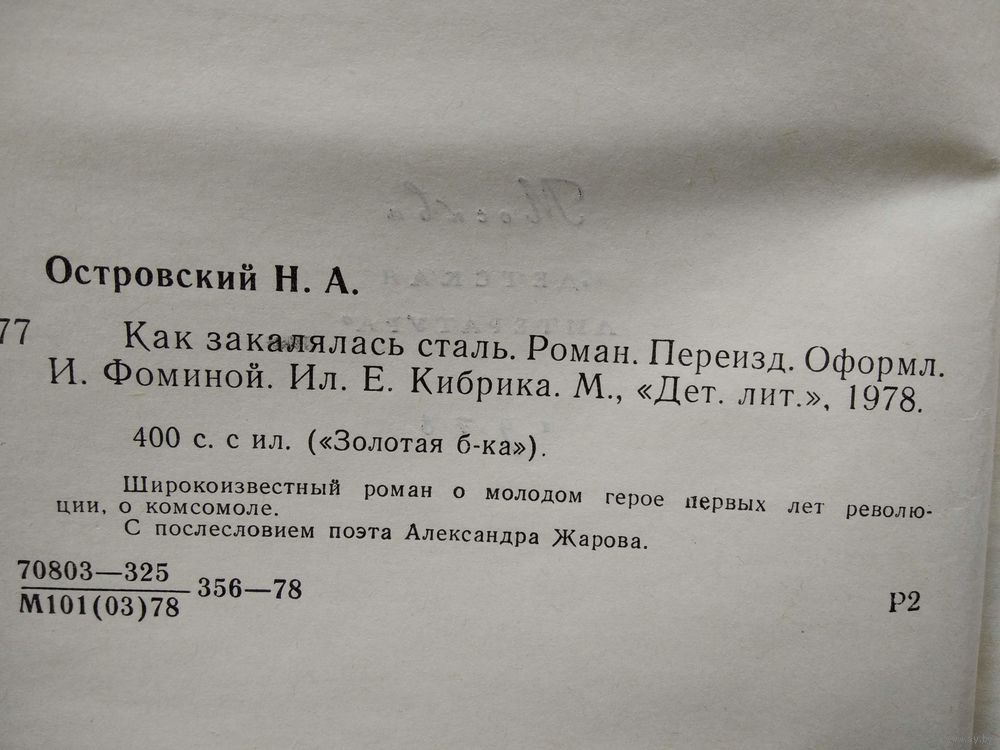 Островский Н. А.
77 Как закалялась сталь. Роман. Переизд. Оформл.
И. Фоминой. Ил. Е. Кибрика. М., «Дет. лит.», 1978.
400 с. с ил. («Золотая б-ка»).
Широкоизвестный роман о молодом герое первых лет револю-
ции, о комсомоле.
С послесловием поэта Александра Жарова.
70803—325
М101(03)78
356—78
Р2